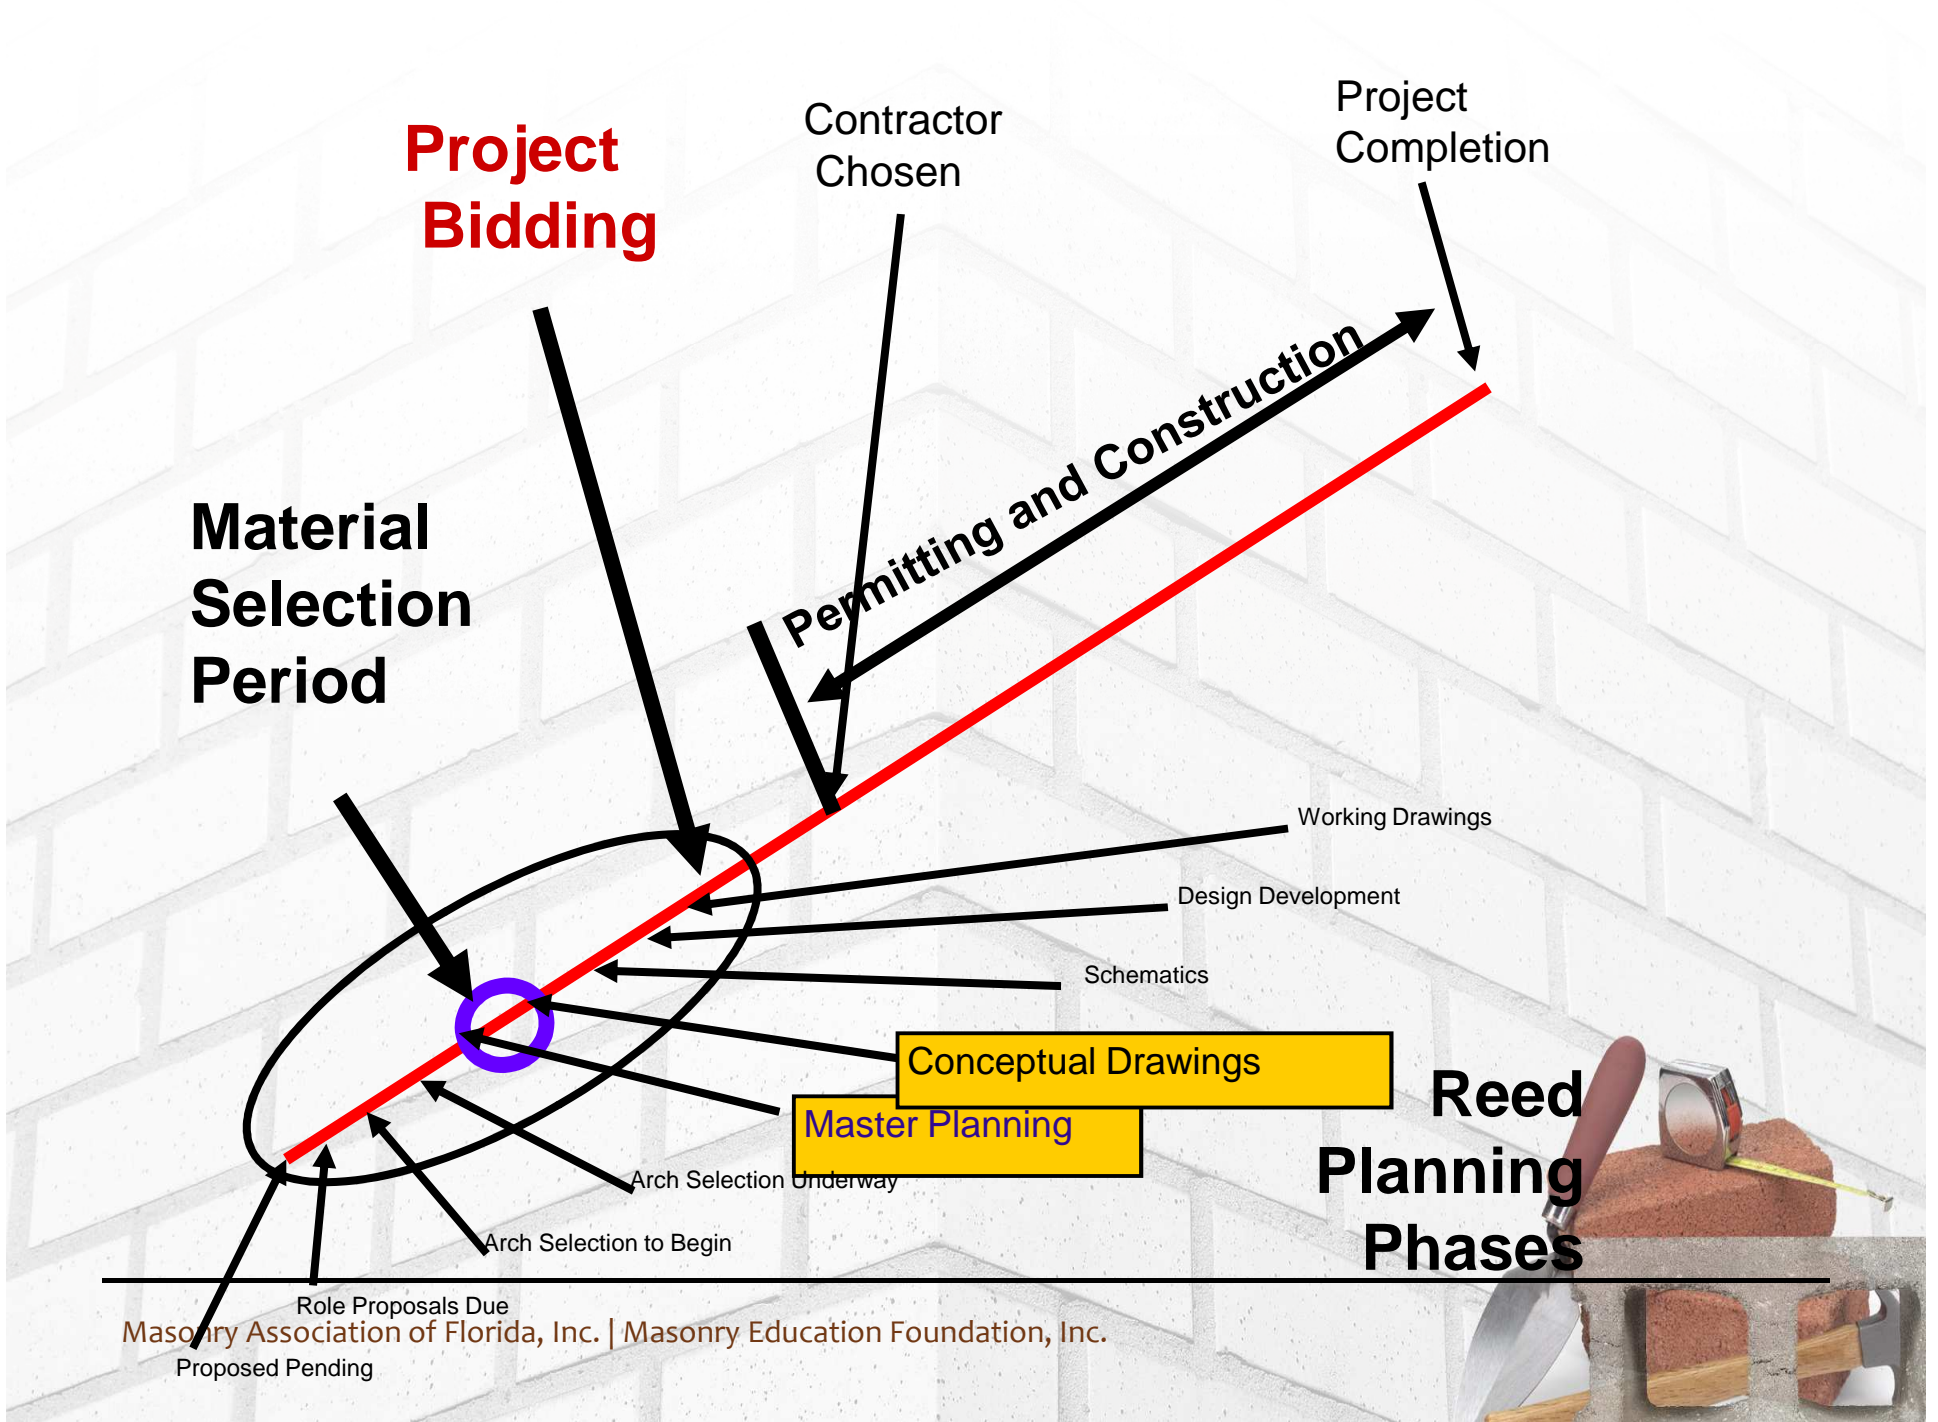 Project
Bidding
Contractor
Chosen
Project
Completion
Permitting and Construction
Material
Selection
Period
Working Drawings
Design Development
Schematics
Conceptual Drawings
Master Planning
Arch Selection Underway
Arch Selection to Begin
Reed
Planning
Phases
Role Proposals Due
Masonry Association of Florida, Inc. | Masonry Education Foundation, Inc.
Proposed Pending